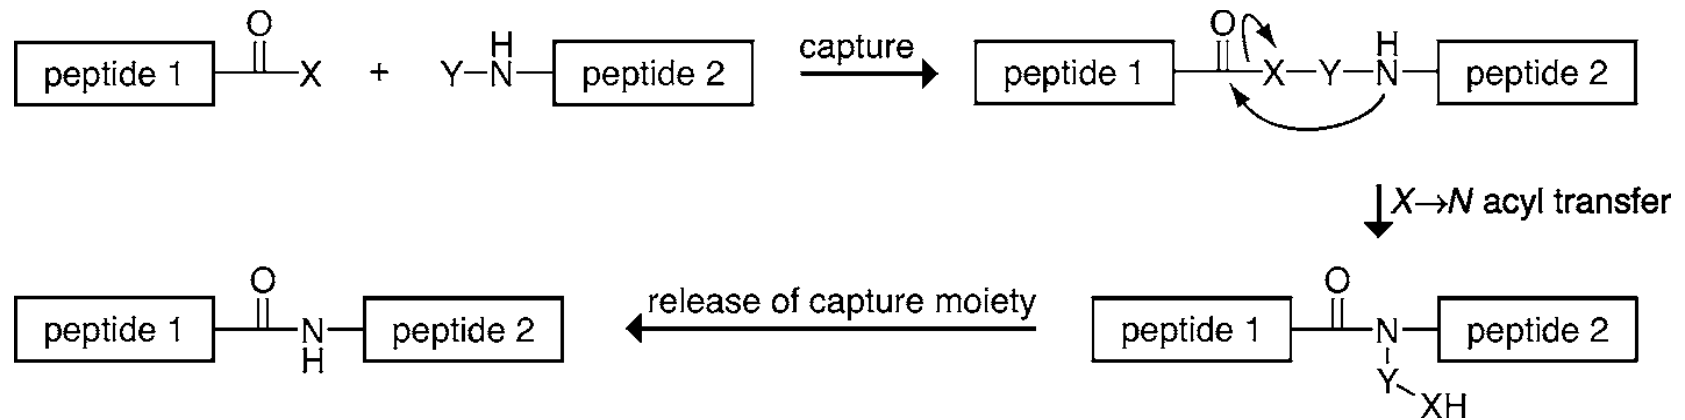 O O
H H
peptide 1 X + Y–N peptide 2 capture peptide 1 X–Y–N peptide 2
X→N acyl transfer
O O
peptide 1 N peptide 2 release of capture moiety peptide 1 N peptide 2
H Y
XH